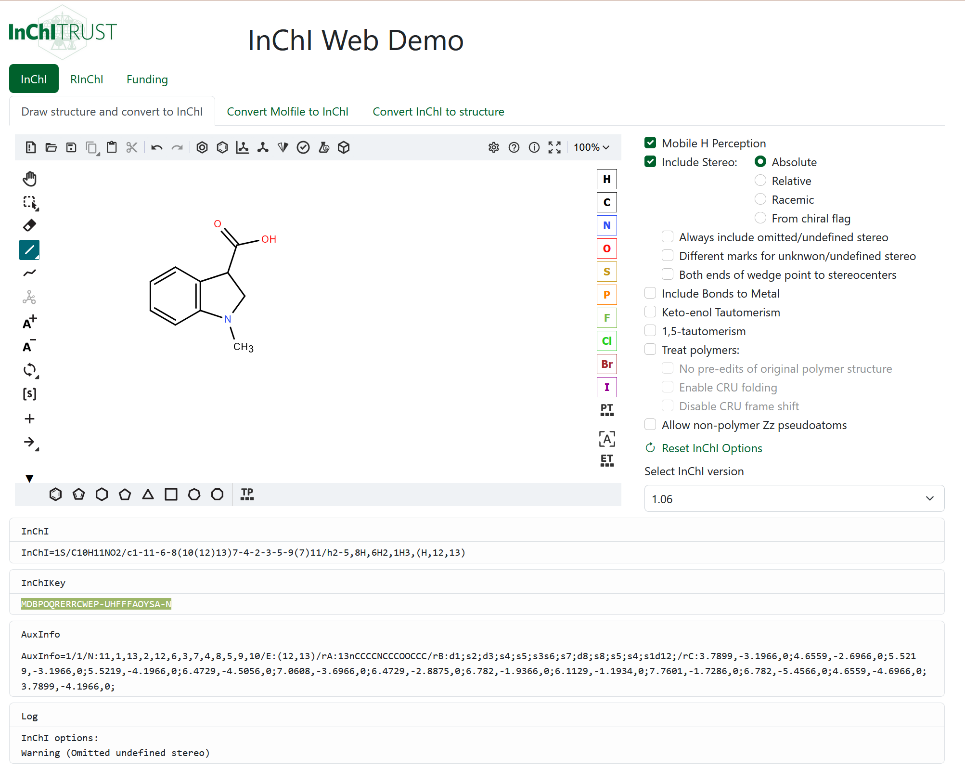 InChITRUST
InChI Web Demo
InChI RInChI Funding
Draw structure and convert to InChI Convert Molfile to InChI Convert InChI to structure
100%
H
C
N
O
S
P
F
Cl
Br
I
PT
A
ET
A+
A-
[S]
O
OH
N
CH3
TP
Mobile H Perception
Include Stereo: Absolute
Relative
Racemic
From chiral flag
Always include omitted/undefined stereo
Different marks for unknwon/undefined stereo
Both ends of wedge point to stereocenters
Include Bonds to Metal
Keto-enol Tautomerism
1,5-tautomerism
Treat polymers:
No pre-edits of original polymer structure
Enable CRU folding
Disable CRU frame shift
Allow non-polymer Zz pseudoatoms
Reset InChI Options
Select InChI version
1.06
InChI
InChI=1S/C10H11NO2/c1-11-6-8(10(12)13)7-4-2-3-5-9(7)11/h2-5,8H,6H2,1H3,(H,12,13)
InChIKey
MDBPOQRERRCWEP-UHFFFAOYSA-N
AuxInfo
AuxInfo=1/1/N:11,1,13,2,12,6,3,7,4,8,5,9,10/E:(12,13)/rA:13nCCCCNCCCOOCCC/rB:d1;s2;d3;s4;s5;s3s6;s7;d8;s8;s5;s4;s1d12;/rC:3.7899,-3.1966,0;4.6559,-2.6966,0;5.521
9,-3.1966,0;5.5219,-4.1966,0;6.4729,-4.5056,0;7.0608,-3.6966,0;6.4729,-2.8875,0;6.782,-1.9366,0;6.1129,-1.1934,0;7.7601,-1.7286,0;6.782,-5.4566,0;4.6559,-4.6966,0;
3.7899,-4.1966,0;
Log
InChI options:
Warning (Omitted undefined stereo)